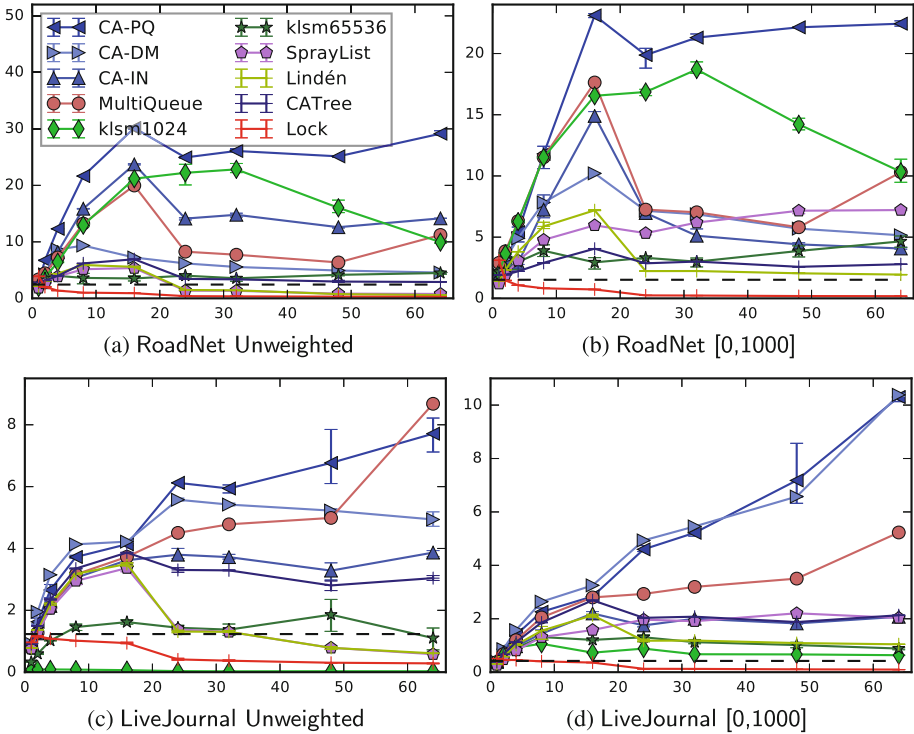 50
40
30
20
10
0
CA-PQ
CA-DM
CA-IN
MultiQueue
klsm1024
klsm65536
SprayList
Lindén
CATree
Lock
0 10 20 30 40 50 60
(a) RoadNet Unweighted
20
15
10
5
0
0 10 20 30 40 50 60
(b) RoadNet [0,1000]
8
6
4
2
0
0 10 20 30 40 50 60
(c) LiveJournal Unweighted
10
8
6
4
2
0
0 10 20 30 40 50 60
(d) LiveJournal [0,1000]